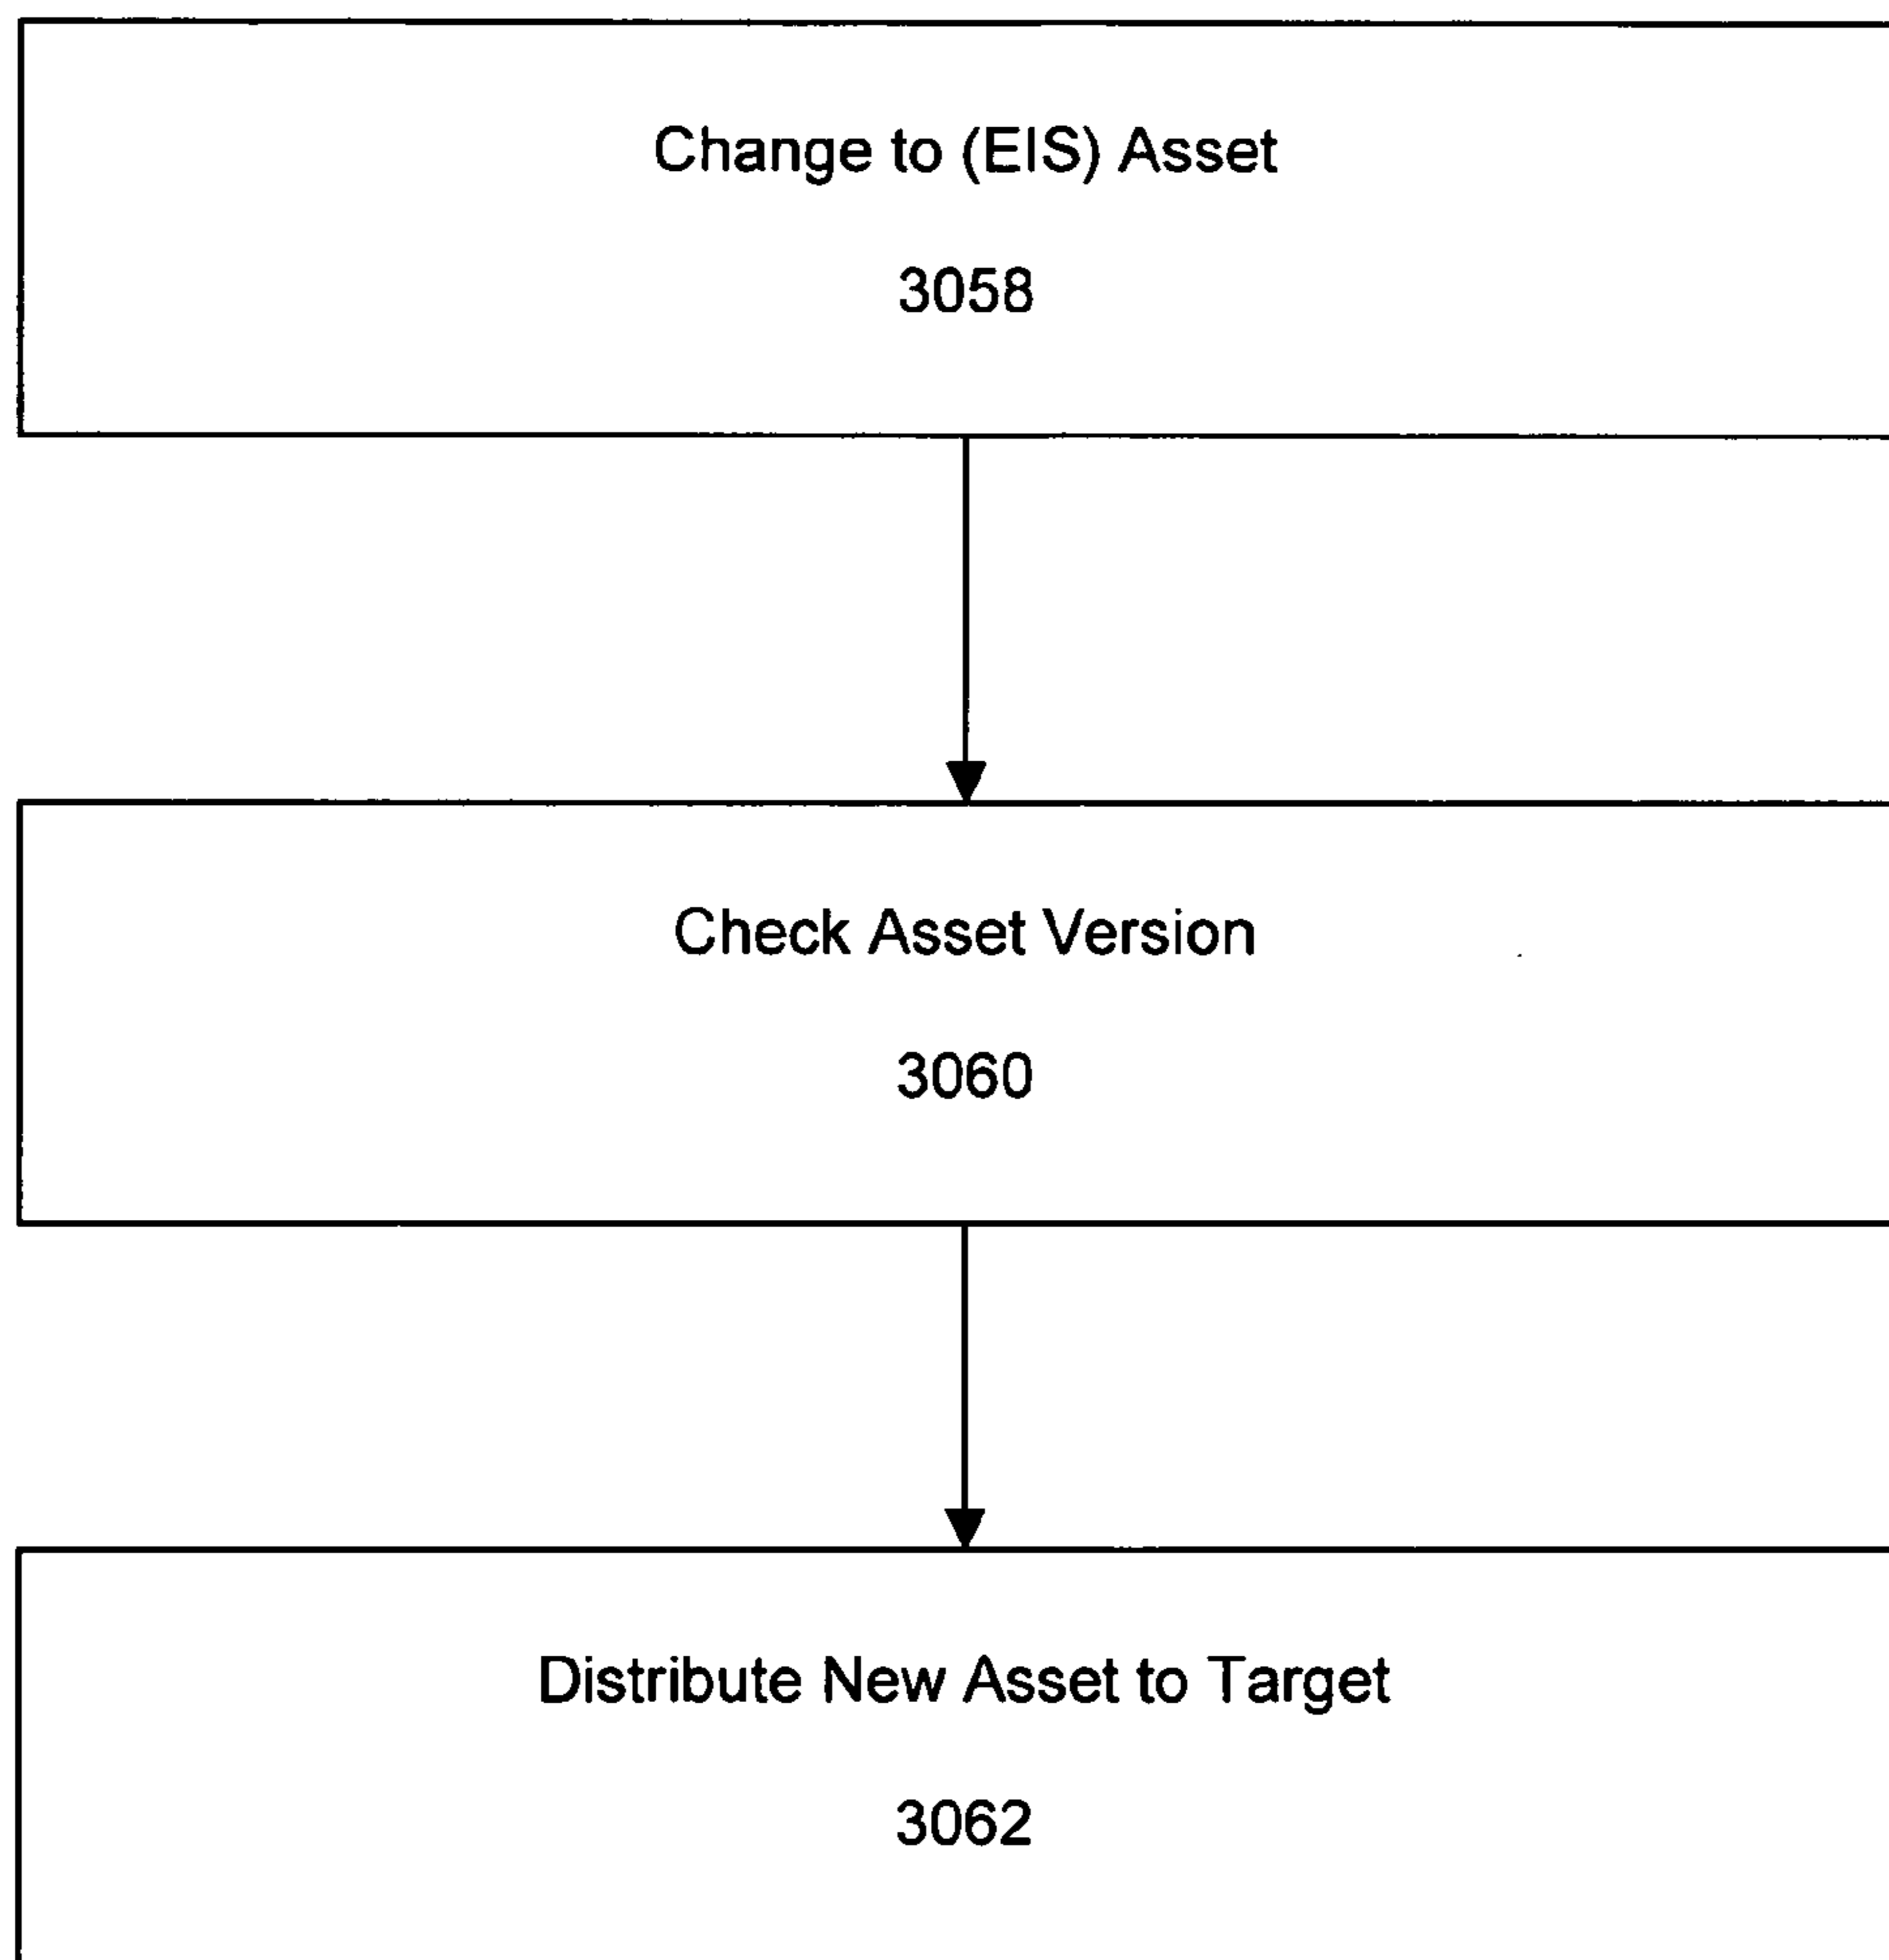 Change to (EIS) Asset
3058
Check Asset Version
3060
Distribute New Asset to Target
3062